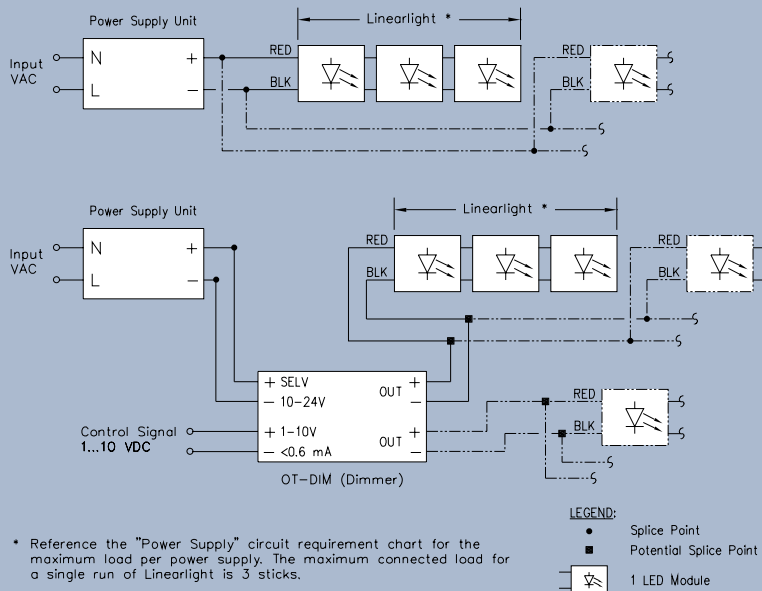 Power Supply Unit
Linearlight *
Input
VAC
N
L
+
−
RED
BLK
RED
BLK
Power Supply Unit
Linearlight *
Input
VAC
N
L
+
−
RED
BLK
RED
BLK
+ SELV
− 10–24V
OUT +
−
Control Signal
1...10 VDC
+ 1–10V
− <0.6 mA
OUT +
−
RED
BLK
OT–DIM (Dimmer)
* Reference the "Power Supply" circuit requirement chart for the
maximum load per power supply. The maximum connected load for
a single run of Linearlight is 3 sticks.
LEGEND:
Splice Point
Potential Splice Point
1 LED Module